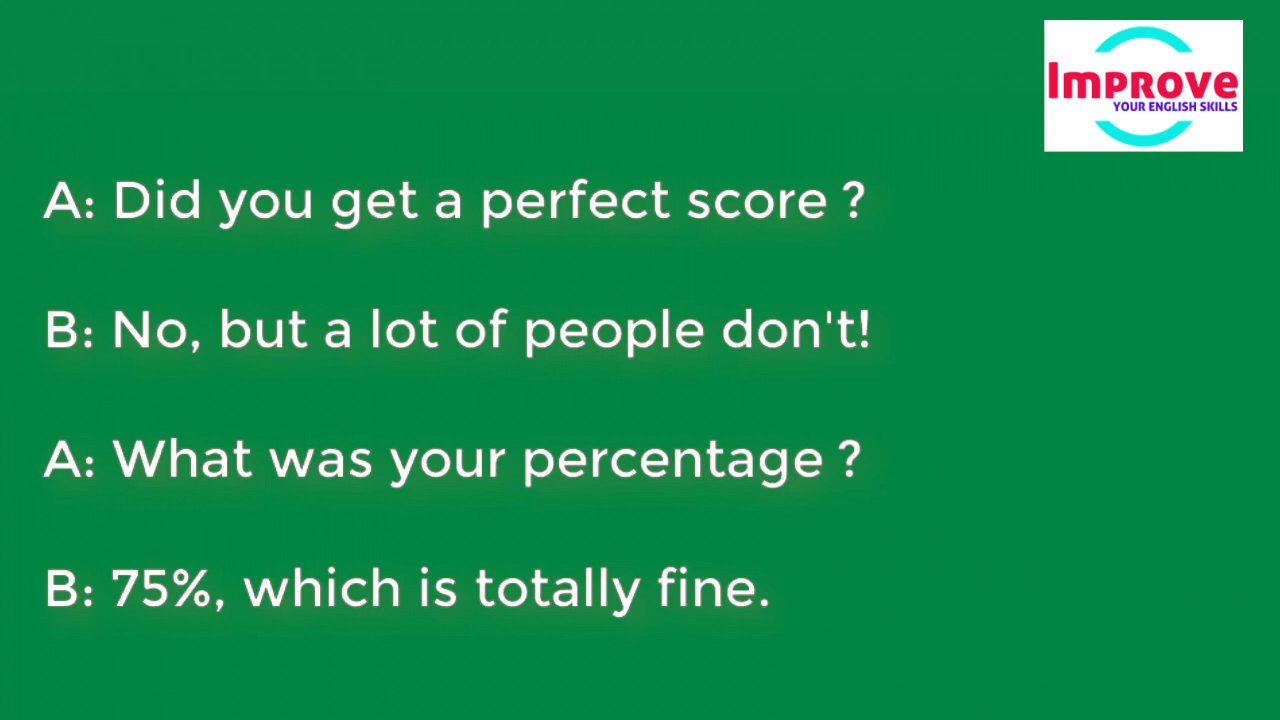 Improve
YOUR ENGLISH SKILLS
A: Did you get a perfect score ?
B: No, but a lot of people don't!
A: What was your percentage ?
B: 75%, which is totally fine.